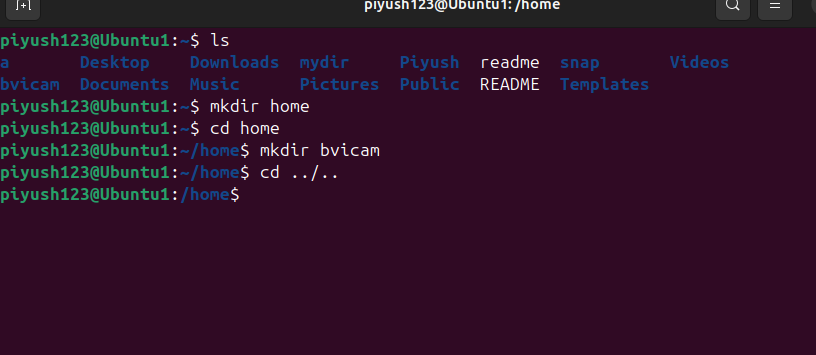 piyush123@Ubuntu1: /home
piyush123@Ubuntu1:~$ ls
a Desktop Downloads mydir Piyush readme snap Videos
bvicam Documents Music Pictures Public README Templates
piyush123@Ubuntu1:~$ mkdir home
piyush123@Ubuntu1:~$ cd home
piyush123@Ubuntu1:~/home$ mkdir bvicam
piyush123@Ubuntu1:~/home$ cd ../..
piyush123@Ubuntu1:/home$